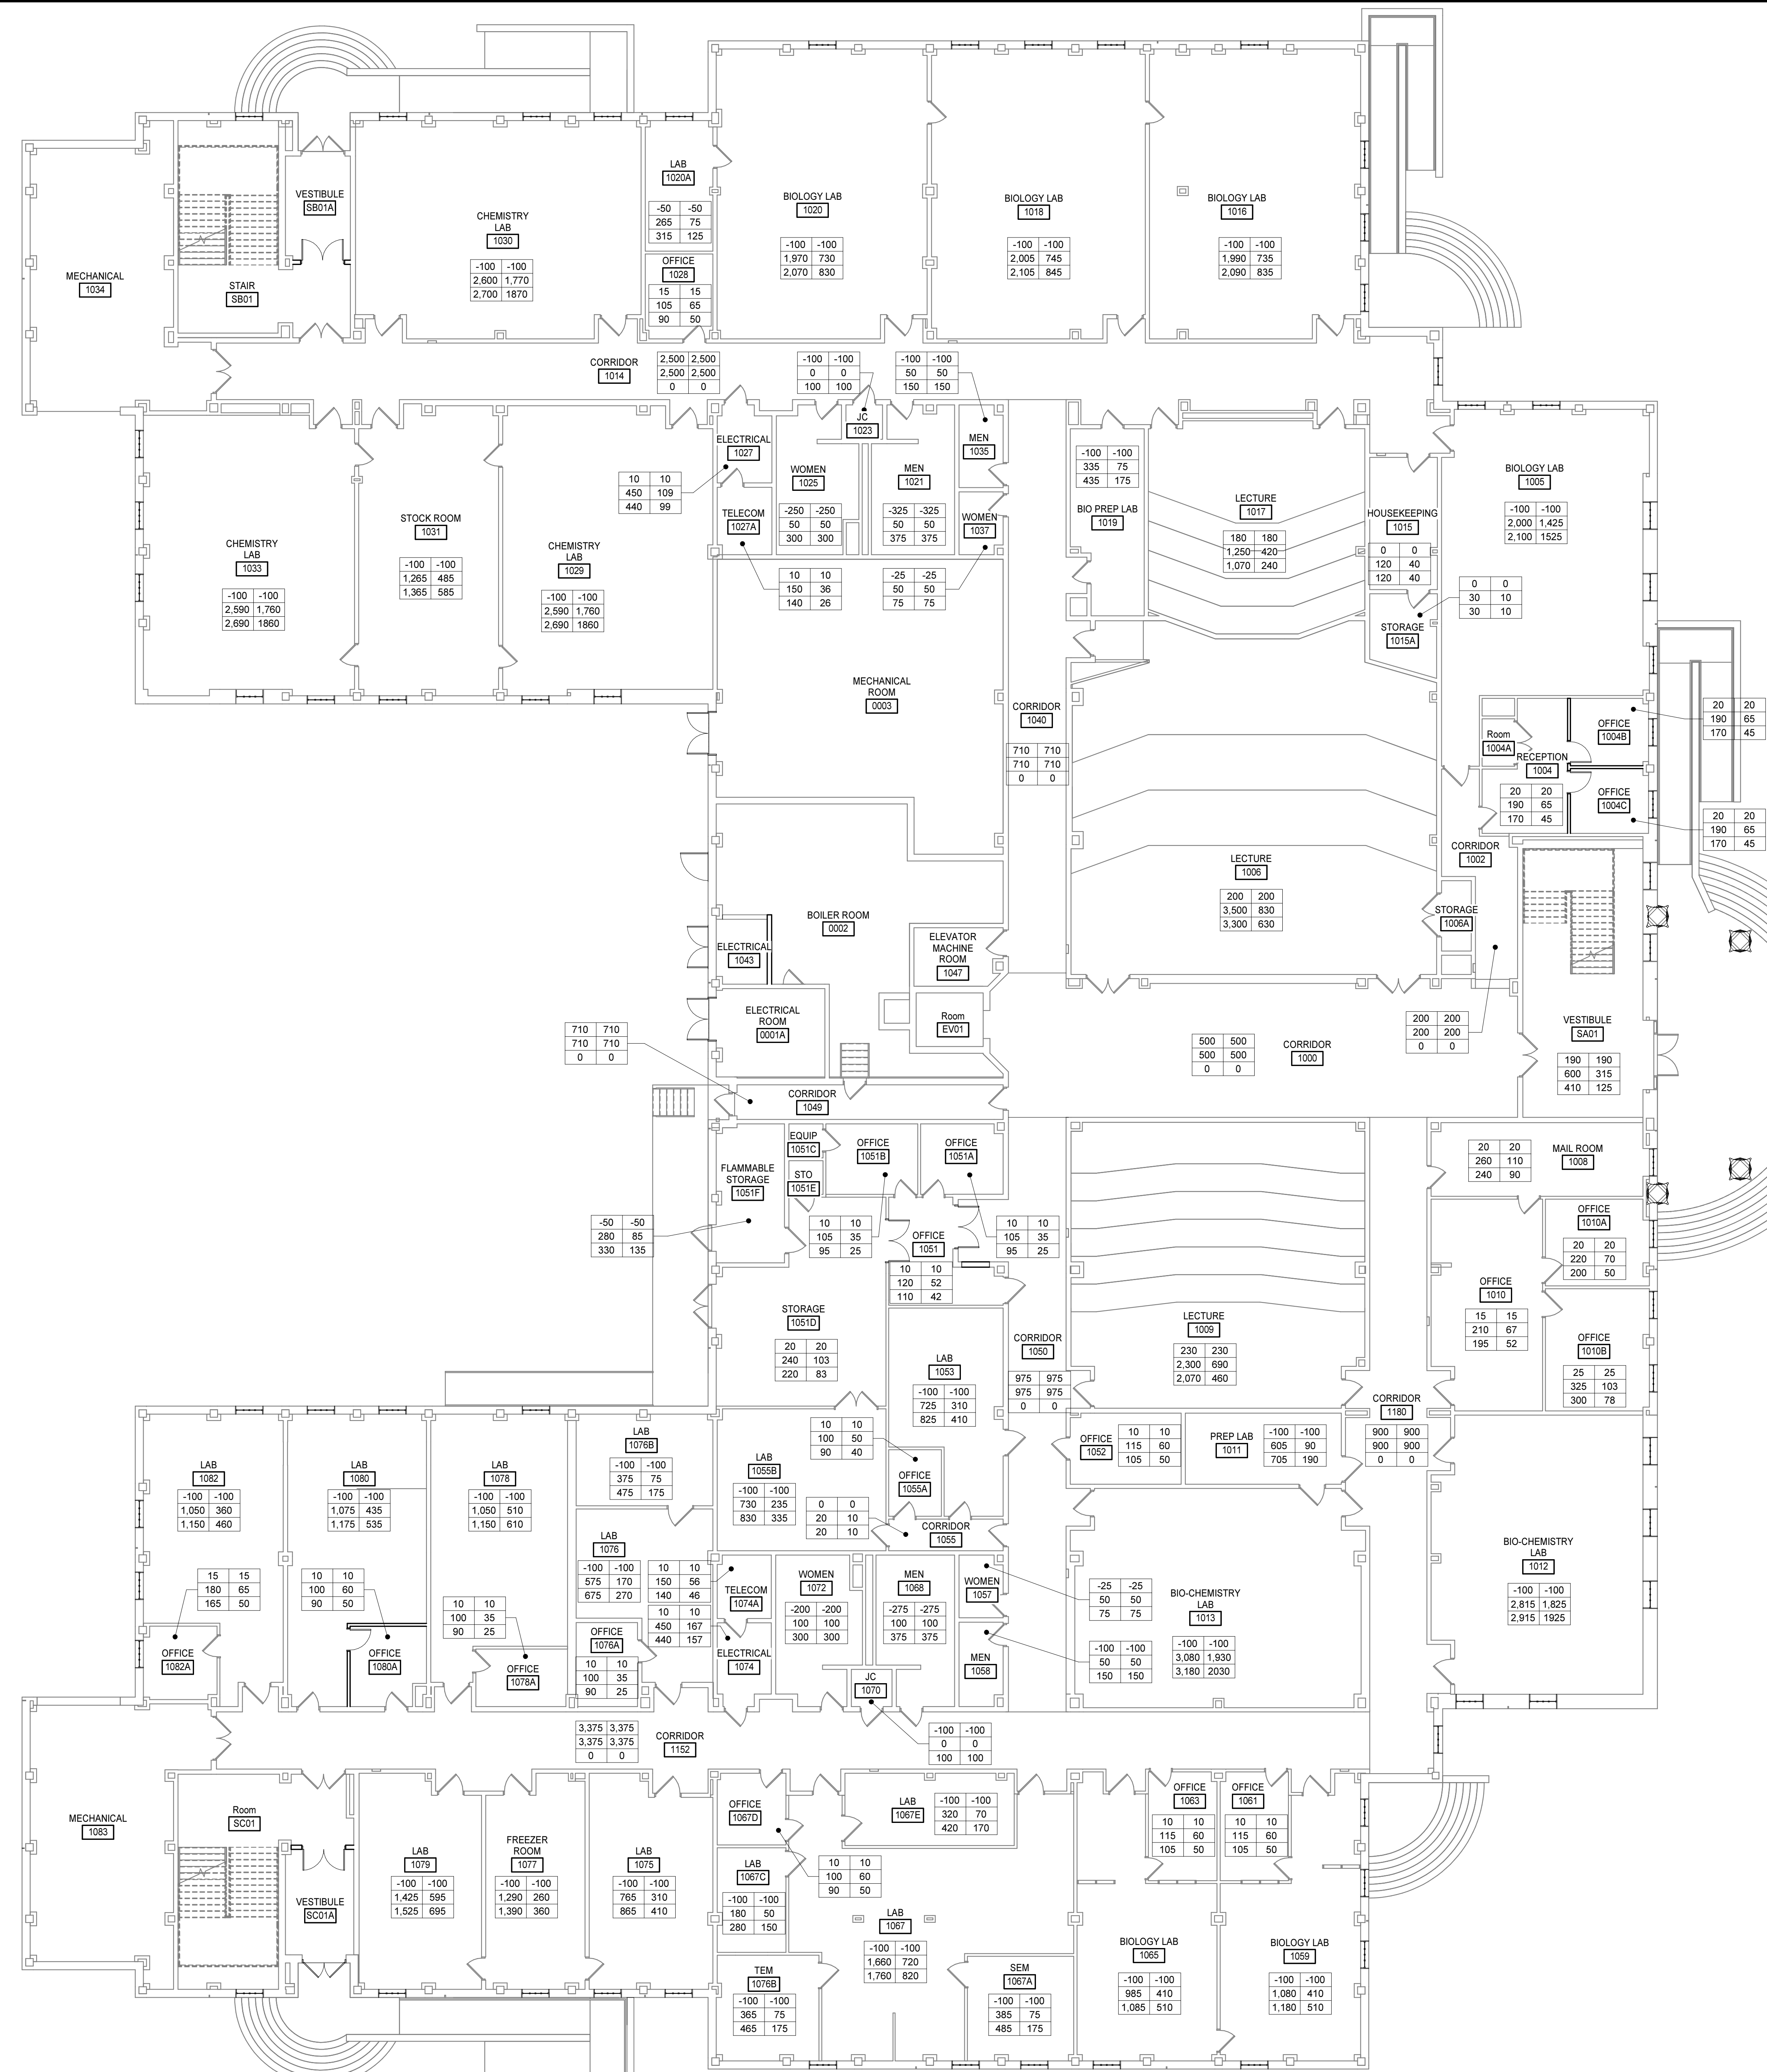 LAB
1020A
-50 -50
265 75
315 125
BIOLOGY LAB
1020
-100 -100
1,970 730
2,070 830
BIOLOGY LAB
1018
-100 -100
2,005 745
2,105 845
BIOLOGY LAB
1016
-100 -100
1,990 735
2,090 835
VESTIBULE
SB01A
CHEMISTRY
LAB
1030
-100 -100
2,600 1,770
2,700 1870
OFFICE
1028
15 15
105 65
90 50
MECHANICAL
1034
STAIR
SB01
CORRIDOR
1014
2,500 2,500
2,500 2,500
0 0
-100 -100
0 0
100 100
-100 -100
50 50
150 150
JC
1023
ELECTRICAL
1027
10 10
450 109
440 99
WOMEN
1025
-250 -250
50 50
300 300
MEN
1021
-325 -325
50 50
375 375
MEN
1035
WOMEN
1037
-25 -25
50 50
75 75
TELECOM
1027A
10 10
150 36
140 26
-100 -100
335 75
435 175
BIO PREP LAB
1019
LECTURE
1017
180 180
1,250 420
1,070 240
HOUSEKEEPING
1015
0 0
120 40
120 40
BIOLOGY LAB
1005
-100 -100
2,000 1,425
2,100 1525
0 0
30 10
30 10
STORAGE
1015A
CHEMISTRY
LAB
1033
-100 -100
2,590 1,760
2,690 1860
STOCK ROOM
1031
-100 -100
1,265 485
1,365 585
CHEMISTRY
LAB
1029
-100 -100
2,590 1,760
2,690 1860
MECHANICAL
ROOM
0003
CORRIDOR
1040
710 710
710 710
0 0
Room
1004A
OFFICE
1004B
20 20
190 65
170 45
RECEPTION
1004
20 20
190 65
170 45
OFFICE
1004C
20 20
190 65
170 45
CORRIDOR
1002
LECTURE
1006
200 200
3,500 830
3,300 630
STORAGE
1006A
BOILER ROOM
0002
ELECTRICAL
1043
ELEVATOR
MACHINE
ROOM
1047
ELECTRICAL
ROOM
0001A
Room
EV01
710 710
710 710
0 0
500 500
500 500
0 0
CORRIDOR
1000
200 200
200 200
0 0
VESTIBULE
SA01
190 190
600 315
410 125
CORRIDOR
1049
EQUIP
1051C
OFFICE
1051B
OFFICE
1051A
FLAMMABLE
STORAGE
1051F
STO
1051E
-50 -50
280 85
330 135
10 10
105 35
95 25
OFFICE
1051
10 10
120 52
110 42
10 10
105 35
95 25
20 20
260 110
240 90
MAIL ROOM
1008
OFFICE
1010A
20 20
220 70
200 50
OFFICE
1010
15 15
210 67
195 52
OFFICE
1010B
25 25
325 103
300 78
STORAGE
1051D
20 20
240 103
220 83
LAB
1053
-100 -100
725 310
825 410
CORRIDOR
1050
975 975
975 975
0 0
LECTURE
1009
230 230
2,300 690
2,070 460
CORRIDOR
1180
900 900
900 900
0 0
OFFICE
1052
10 10
115 60
105 50
PREP LAB
1011
-100 -100
605 90
705 190
LAB
1082
-100 -100
1,050 360
1,150 460
LAB
1080
-100 -100
1,075 435
1,175 535
LAB
1078
-100 -100
1,050 510
1,150 610
LAB
1076B
-100 -100
375 75
475 175
LAB
1055B
-100 -100
730 235
830 335
10 10
100 50
90 40
OFFICE
1055A
0 0
20 10
20 10
CORRIDOR
1055
LAB
1076
-100 -100
575 170
675 270
10 10
150 56
140 46
TELECOM
1074A
10 10
450 167
440 157
ELECTRICAL
1074
15 15
180 65
165 50
OFFICE
1082A
10 10
100 60
90 50
OFFICE
1080A
10 10
100 35
90 25
OFFICE
1078A
OFFICE
1076A
10 10
100 35
90 25
WOMEN
1072
-200 -200
100 100
300 300
MEN
1068
-275 -275
100 100
375 375
WOMEN
1057
-25 -25
50 50
75 75
MEN
1058
-100 -100
50 50
150 150
BIO-CHEMISTRY
LAB
1013
-100 -100
3,080 1,930
3,180 2030
BIO-CHEMISTRY
LAB
1012
-100 -100
2,815 1,825
2,915 1925
JC
1070
-100 -100
0 0
100 100
3,375 3,375
3,375 3,375
0 0
CORRIDOR
1152
MECHANICAL
1083
Room
SC01
VESTIBULE
SC01A
LAB
1079
-100 -100
1,425 595
1,525 695
FREEZER
ROOM
1077
-100 -100
1,290 260
1,390 360
LAB
1075
-100 -100
765 310
865 410
OFFICE
1067D
10 10
100 60
90 50
LAB
1067E
-100 -100
320 70
420 170
LAB
1067C
-100 -100
180 50
280 150
LAB
1067
-100 -100
1,660 720
1,760 820
TEM
1076B
-100 -100
365 75
465 175
SEM
1067A
-100 -100
385 75
485 175
OFFICE
1063
10 10
115 60
105 50
OFFICE
1061
10 10
115 60
105 50
BIOLOGY LAB
1065
-100 -100
985 410
1,085 510
BIOLOGY LAB
1059
-100 -100
1,080 410
1,180 510